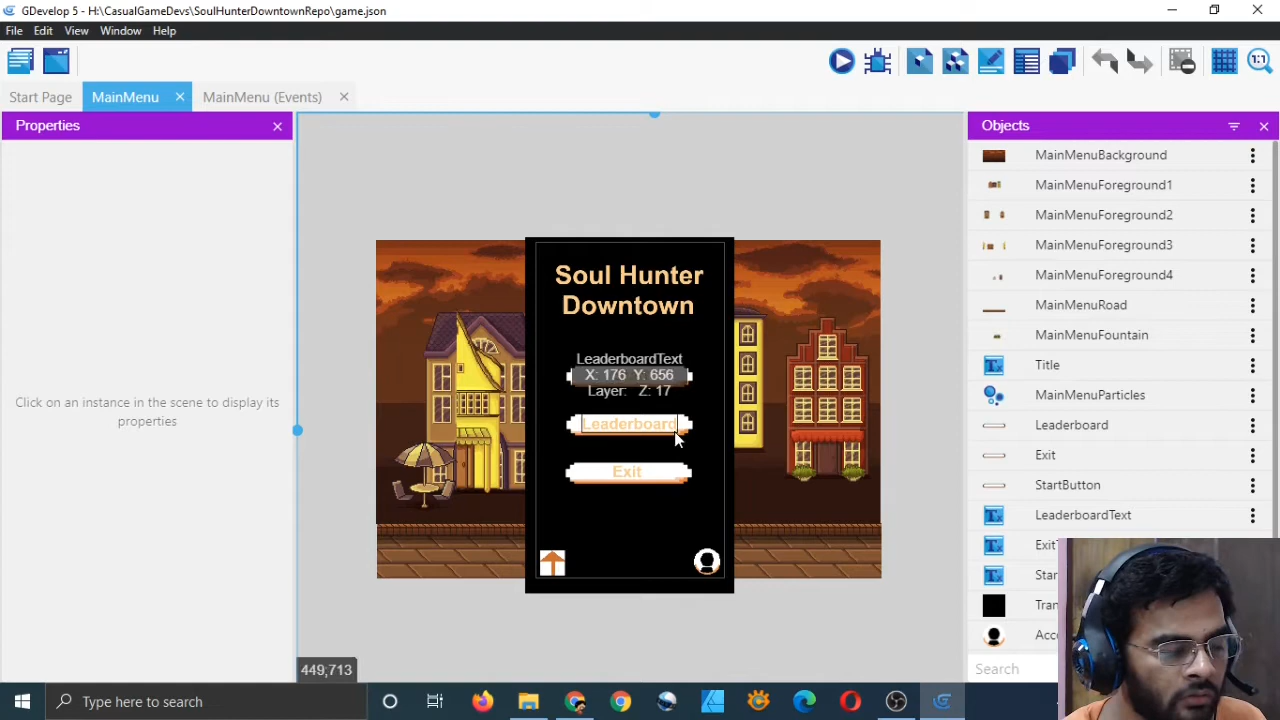 GDevelop 5 - H:\CasualGameDevs\SoulHunterDowntownRepo\game.json
File Edit View Window Help
1:1
Start Page MainMenu MainMenu (Events)
Properties
Objects
Click on an instance in the scene to display its
properties
Soul Hunter
Downtown
LeaderboardText
X: 176 Y: 656
Layer: Z: 17
Leaderboard
Exit
449;713
MainMenuBackground
MainMenuForeground1
MainMenuForeground2
MainMenuForeground3
MainMenuForeground4
MainMenuRoad
MainMenuFountain
Title
MainMenuParticles
Leaderboard
Exit
StartButton
LeaderboardText
Search
Type here to search